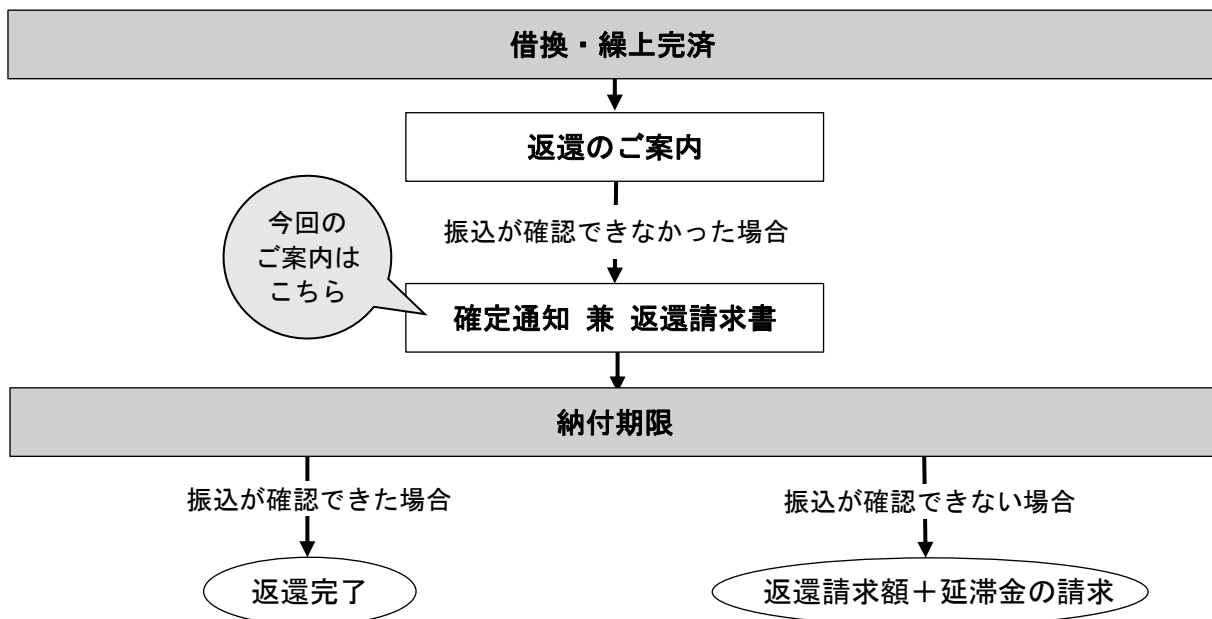 借換・繰上完済
返還のご案内
振込が確認できなかった場合
今回の
ご案内は
こちら
確定通知 兼 返還請求書
納付期限
振込が確認できた場合
振込が確認できない場合
返還完了
返還請求額＋延滞金の請求